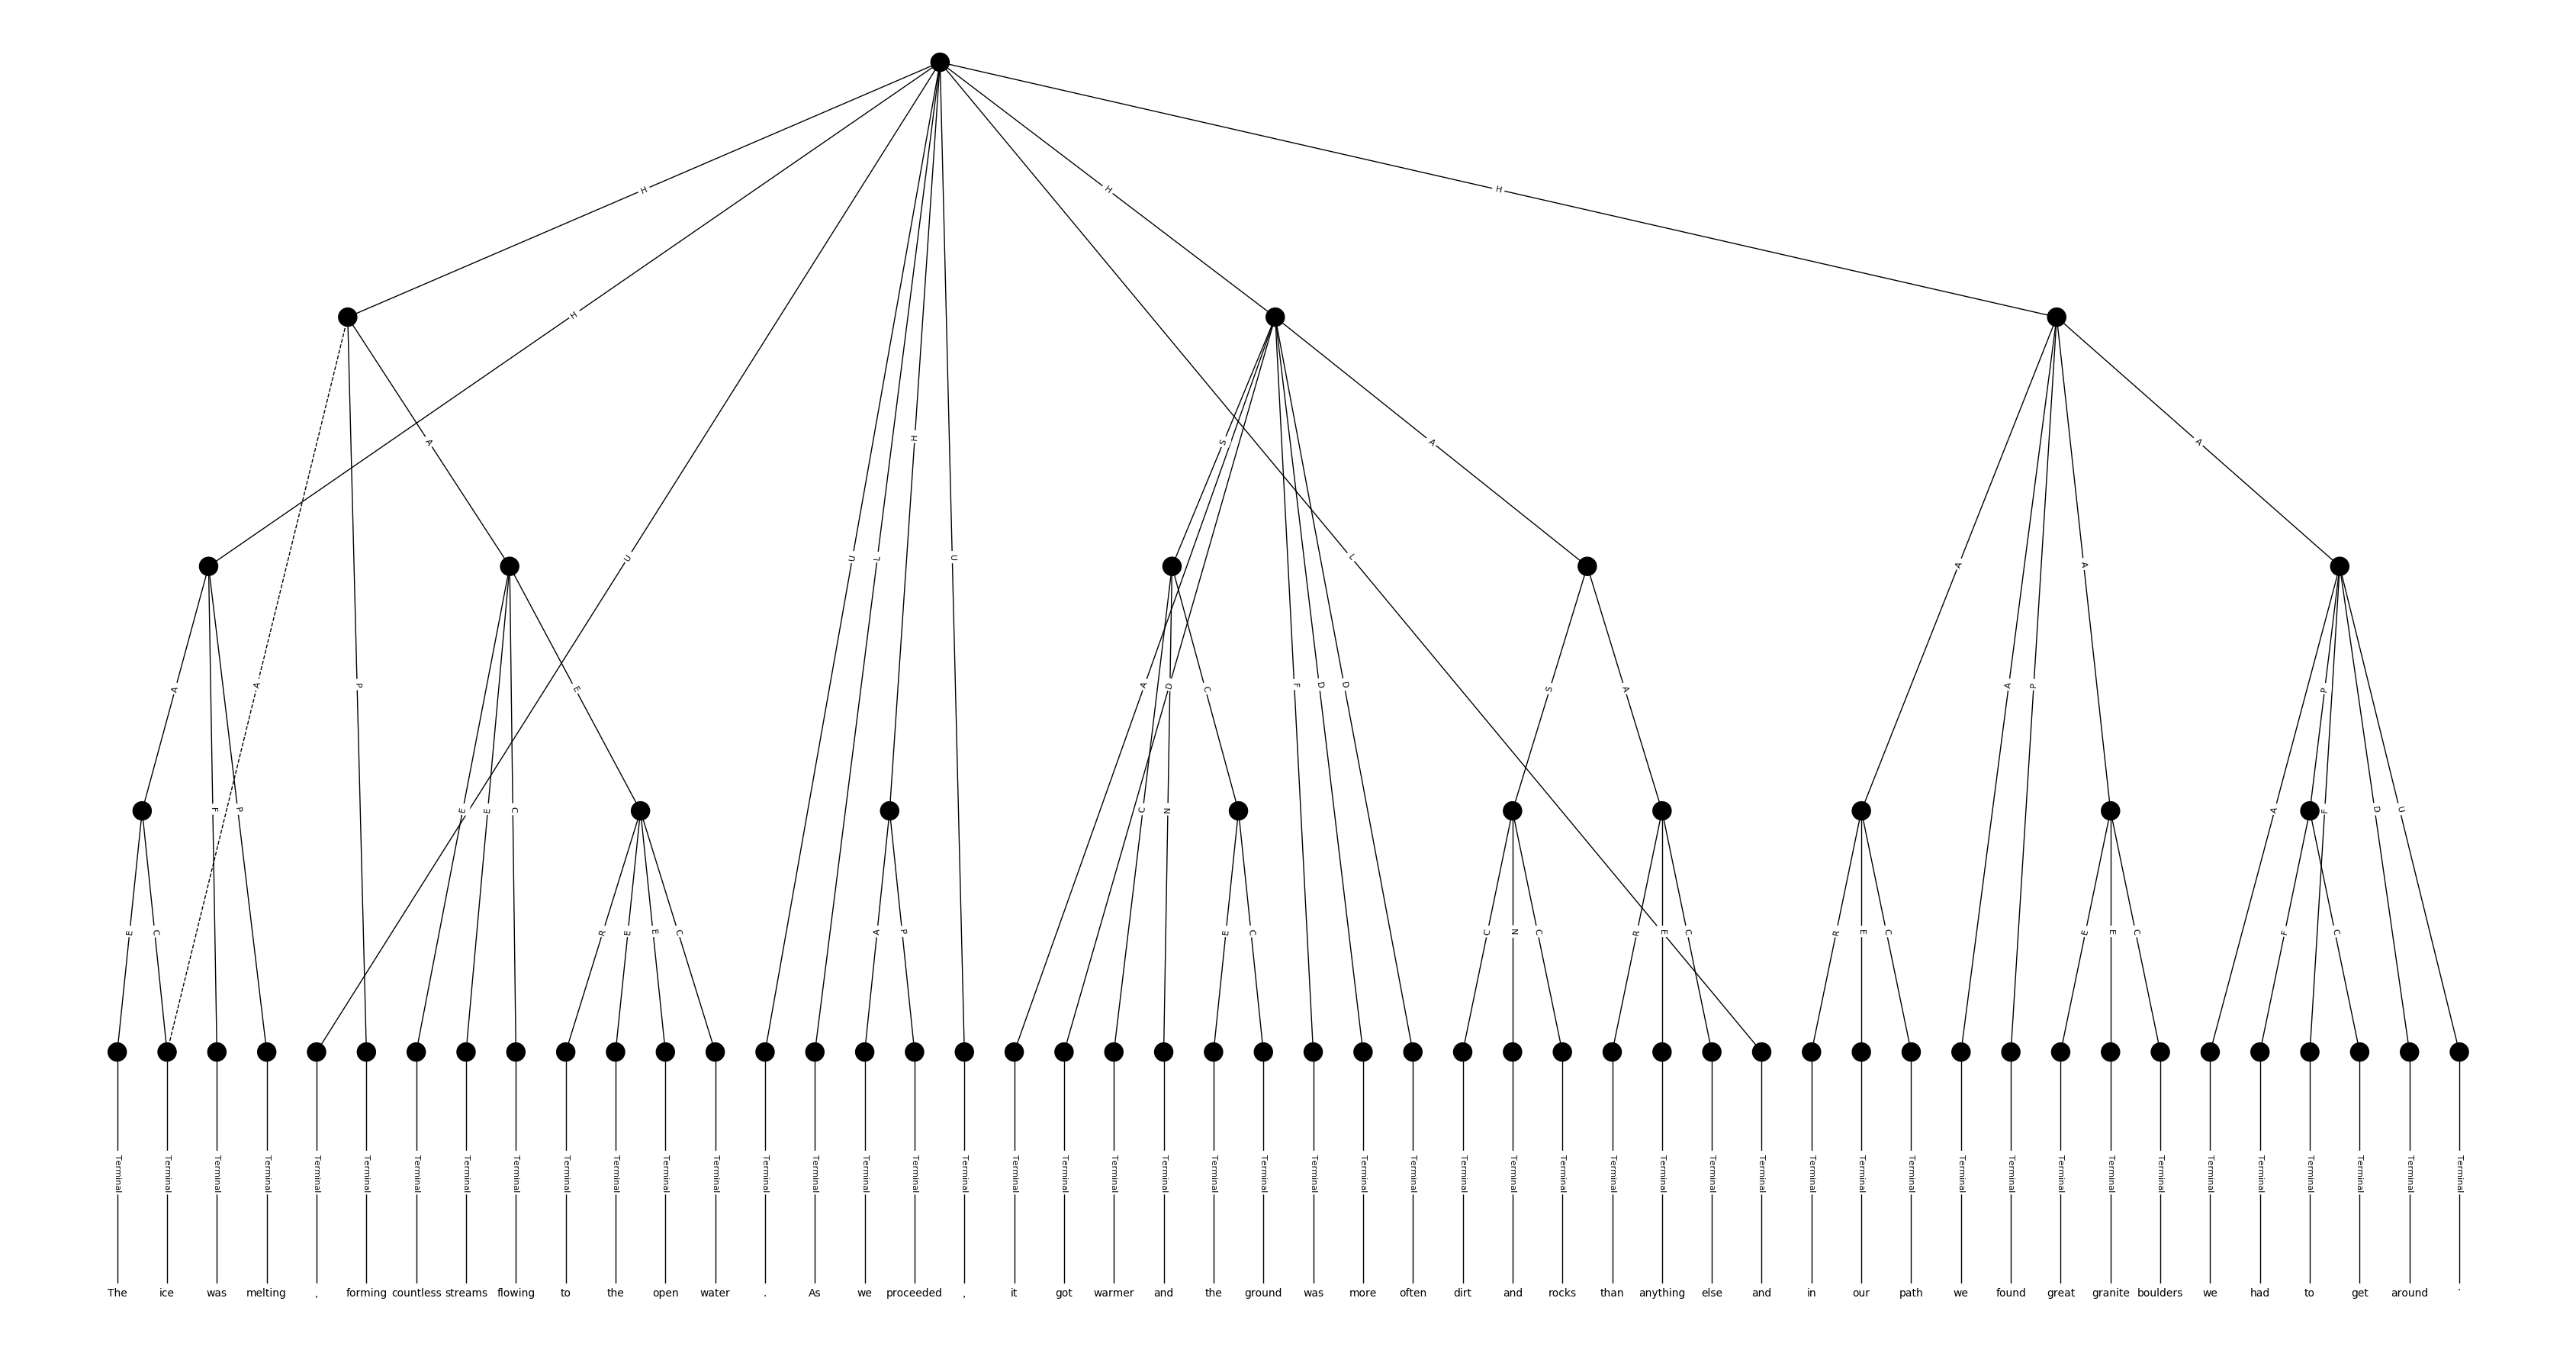 H H H H
H A S A A A
U L H U L
A A P A D F D D A P A P
A F P E E C E C N C S A A F D U
E C R E E C A P E C C N C R E C R E C E E C F C
Terminal Terminal Terminal Terminal Terminal Terminal Terminal Terminal Terminal Terminal Terminal Terminal Terminal Terminal Terminal Terminal Terminal Terminal Terminal Terminal Terminal Terminal Terminal Terminal Terminal Terminal Terminal Terminal Terminal Terminal Terminal Terminal Terminal Terminal Terminal Terminal Terminal Terminal Terminal Terminal Terminal Terminal Terminal Terminal Terminal Terminal Terminal Terminal
The ice was melting , forming countless streams flowing to the open water . As we proceeded , it got warmer and the ground was more often dirt and rocks than anything else and in our path we found great granite boulders we had to get around .